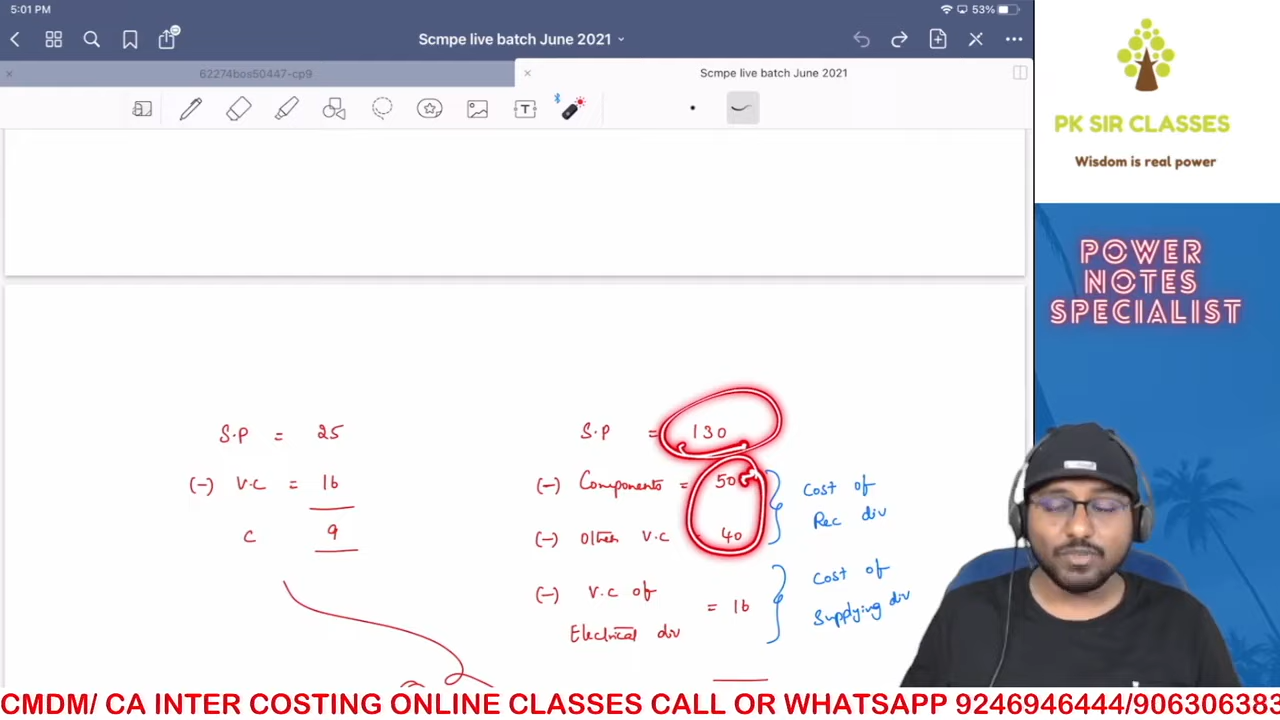 5:01 PM
53%
Scmpe live batch June 2021
62274bos50447-cp9
Scmpe live batch June 2021
T
PK SIR CLASSES
Wisdom is real power
POWER
NOTES
SPECIALIST
S.P = 25
(-) V.C = 16
C 9
S.P = 130
(-) Components = 50
(-) Other V.C 40
(-) V.C of
Electrical div = 16
Cost of
Rec div
Cost of
Supplying div
CMDM/ CA INTER COSTING ONLINE CLASSES CALL OR WHATSAPP 9246946444/906306383